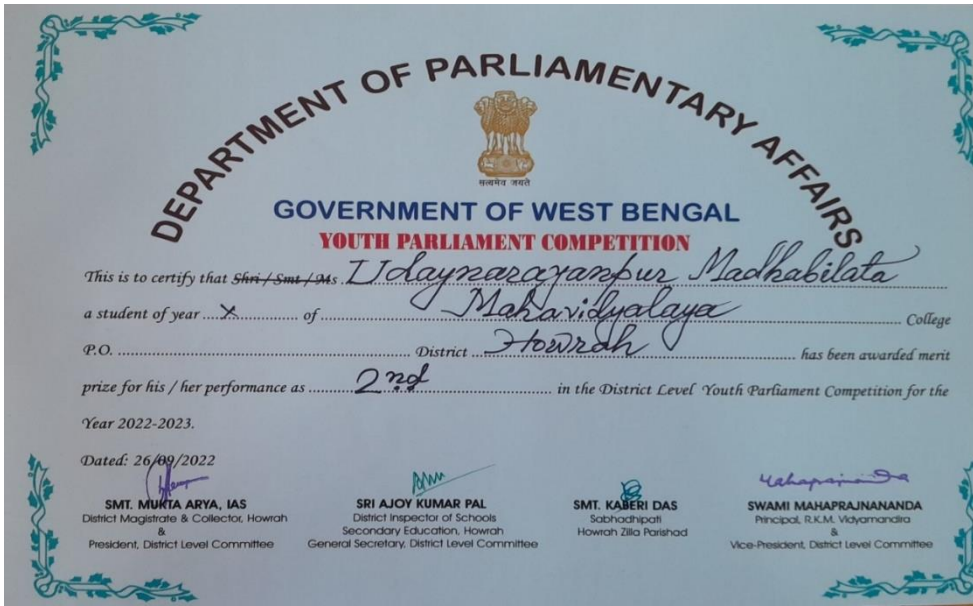 DEPARTMENT OF PARLIAMENTARY AFFAIRS
सत्यमेव जयते
GOVERNMENT OF WEST BENGAL
YOUTH PARLIAMENT COMPETITION
This is to certify that Shri / Smt / Ms. Udaynarayanpur Madhabilata
a student of year ...X... of ...Mahavidyalaya... College
P.O. ... District ...Howrah... has been awarded merit
prize for his / her performance as ...2nd... in the District Level Youth Parliament Competition for the
Year 2022-2023.
Dated: 26/09/2022
SMT. MUKTA ARYA, IAS
District Magistrate & Collector, Howrah
&
President, District Level Committee
SRI AJOY KUMAR PAL
District Inspector of Schools
Secondary Education, Howrah
General Secretary, District Level Committee
SMT. KABERI DAS
Sabhadhipati
Howrah Zilla Parishad
Mahaprajnananda
SWAMI MAHAPRAJNANANDA
Principal, R.K.M. Vidyamandira
&
Vice-President, District Level Committee